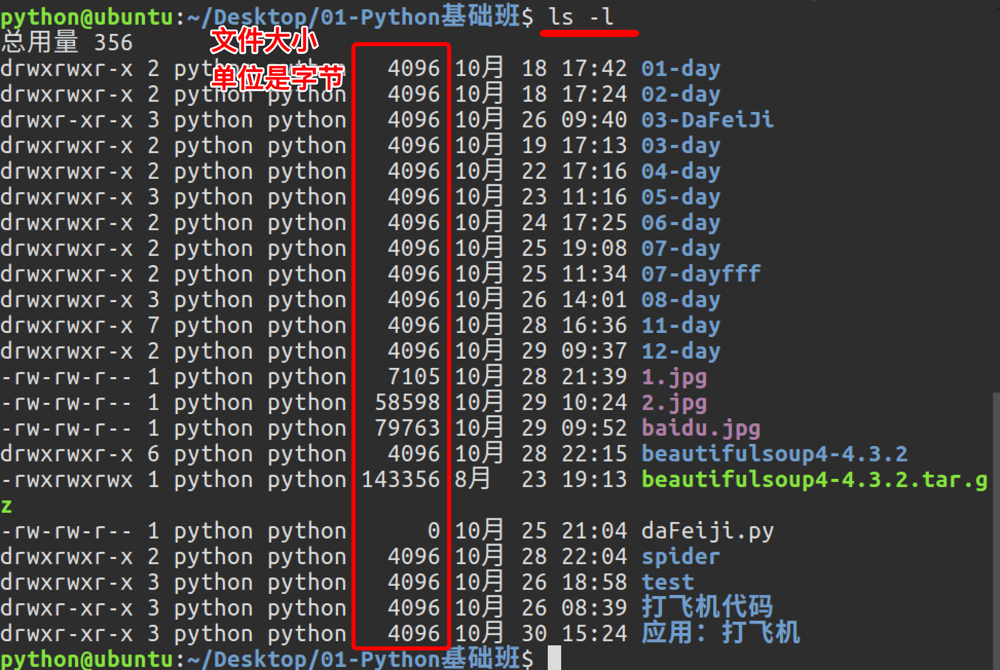 python@ubuntu:~/Desktop/01-Python基础班$ ls -l
总用量 356
文件大小
单位是字节
drwxrwxr-x 2 python python 4096 10月 18 17:42 01-day
drwxrwxr-x 2 python python 4096 10月 18 17:24 02-day
drwxr-xr-x 3 python python 4096 10月 26 09:40 03-DaFeiJi
drwxrwxr-x 2 python python 4096 10月 19 17:13 03-day
drwxrwxr-x 2 python python 4096 10月 22 17:16 04-day
drwxrwxr-x 3 python python 4096 10月 23 11:16 05-day
drwxrwxr-x 2 python python 4096 10月 24 17:25 06-day
drwxrwxr-x 2 python python 4096 10月 25 19:08 07-day
drwxrwxr-x 2 python python 4096 10月 25 11:34 07-dayfff
drwxrwxr-x 3 python python 4096 10月 26 14:01 08-day
drwxrwxr-x 7 python python 4096 10月 28 16:36 11-day
drwxrwxr-x 2 python python 4096 10月 29 09:37 12-day
-rw-rw-r-- 1 python python 7105 10月 28 21:39 1.jpg
-rw-rw-r-- 1 python python 58598 10月 29 10:24 2.jpg
-rw-rw-r-- 1 python python 79763 10月 29 09:52 baidu.jpg
drwxrwxr-x 6 python python 4096 10月 28 22:15 beautifulsoup4-4.3.2
-rwxrwxrwx 1 python python 143356 8月 23 19:13 beautifulsoup4-4.3.2.tar.g
z
-rw-rw-r-- 1 python python 0 10月 25 21:04 daFeiji.py
drwxrwxr-x 2 python python 4096 10月 28 22:04 spider
drwxrwxr-x 3 python python 4096 10月 26 18:58 test
drwxr-xr-x 3 python python 4096 10月 26 08:39 打飞机代码
drwxr-xr-x 3 python python 4096 10月 30 15:24 应用：打飞机
python@ubuntu:~/Desktop/01-Python基础班$